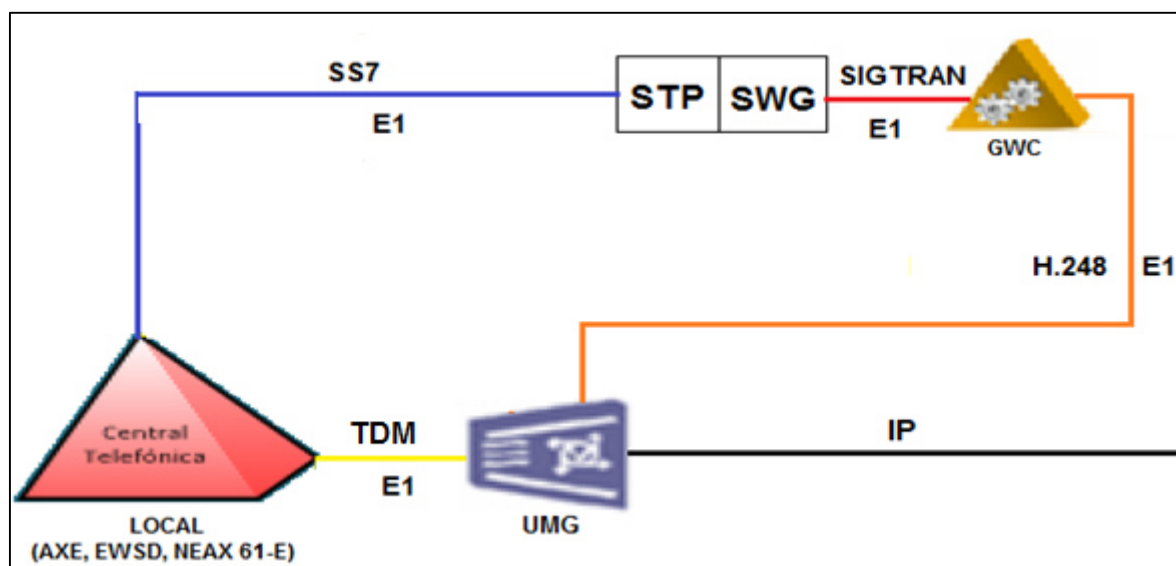 SS7
E1
STP
SWG
SIGTRAN
E1
GWC
H.248
E1
Central
Telefónica
TDM
E1
IP
UMG
LOCAL
(AXE, EWSD, NEAX 61-E)